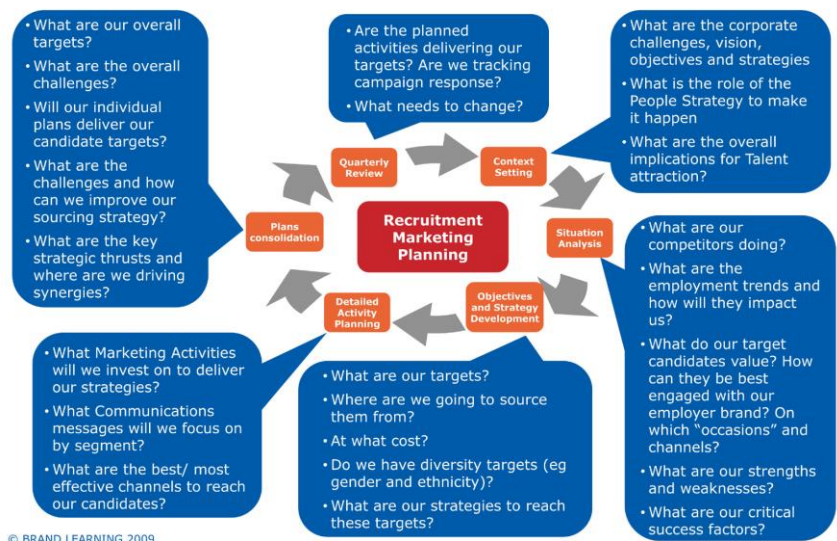 • What are our overall
targets?
• What are the overall
challenges?
• Will our individual
plans deliver our
candidate targets?
• What are the
challenges and how
can we improve our
sourcing strategy?
• What are the key
strategic thrusts and
where are we driving
synergies?
• Are the planned
activities delivering our
targets? Are we tracking
campaign response?
• What needs to change?
• What are the corporate
challenges, vision,
objectives and strategies
• What is the role of the
People Strategy to make
it happen
• What are the overall
implications for Talent
attraction?
Quarterly
Review
Context
Setting
Plans
consolidation
Recruitment
Marketing
Planning
Situation
Analysis
Detailed
Activity
Planning
Objectives
and Strategy
Development
• What are our
competitors doing?
• What are the
employment trends and
how will they impact
us?
• What do our target
candidates value? How
can they be best
engaged with our
employer brand? On
which “occasions” and
channels?
• What are our strengths
and weaknesses?
• What are our critical
success factors?
• What Marketing Activities
will we invest on to deliver
our strategies?
• What Communications
messages will we focus on
by segment?
• What are the best/ most
effective channels to reach
our candidates?
• What are our targets?
• Where are we going to source
them from?
• At what cost?
• Do we have diversity targets (eg
gender and ethnicity)?
• What are our strategies to reach
these targets?
© BRAND LEARNING 2009